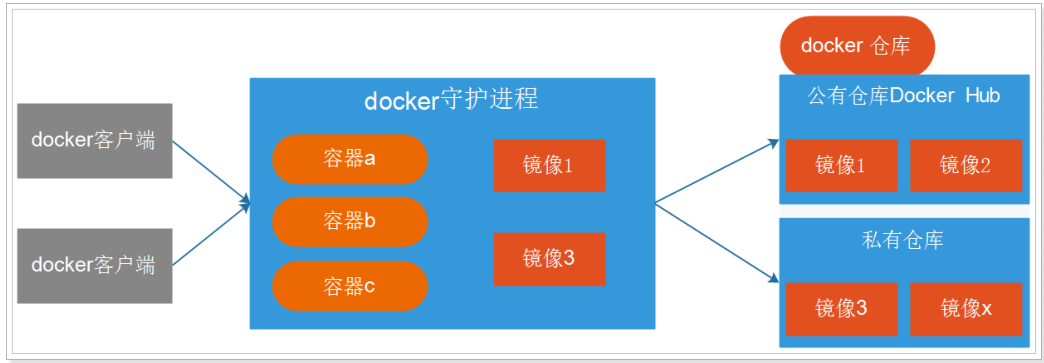 docker客户端
docker客户端
docker守护进程
容器a
容器b
容器c
镜像1
镜像3
docker 仓库
公有仓库Docker Hub
镜像1
镜像2
私有仓库
镜像3
镜像x